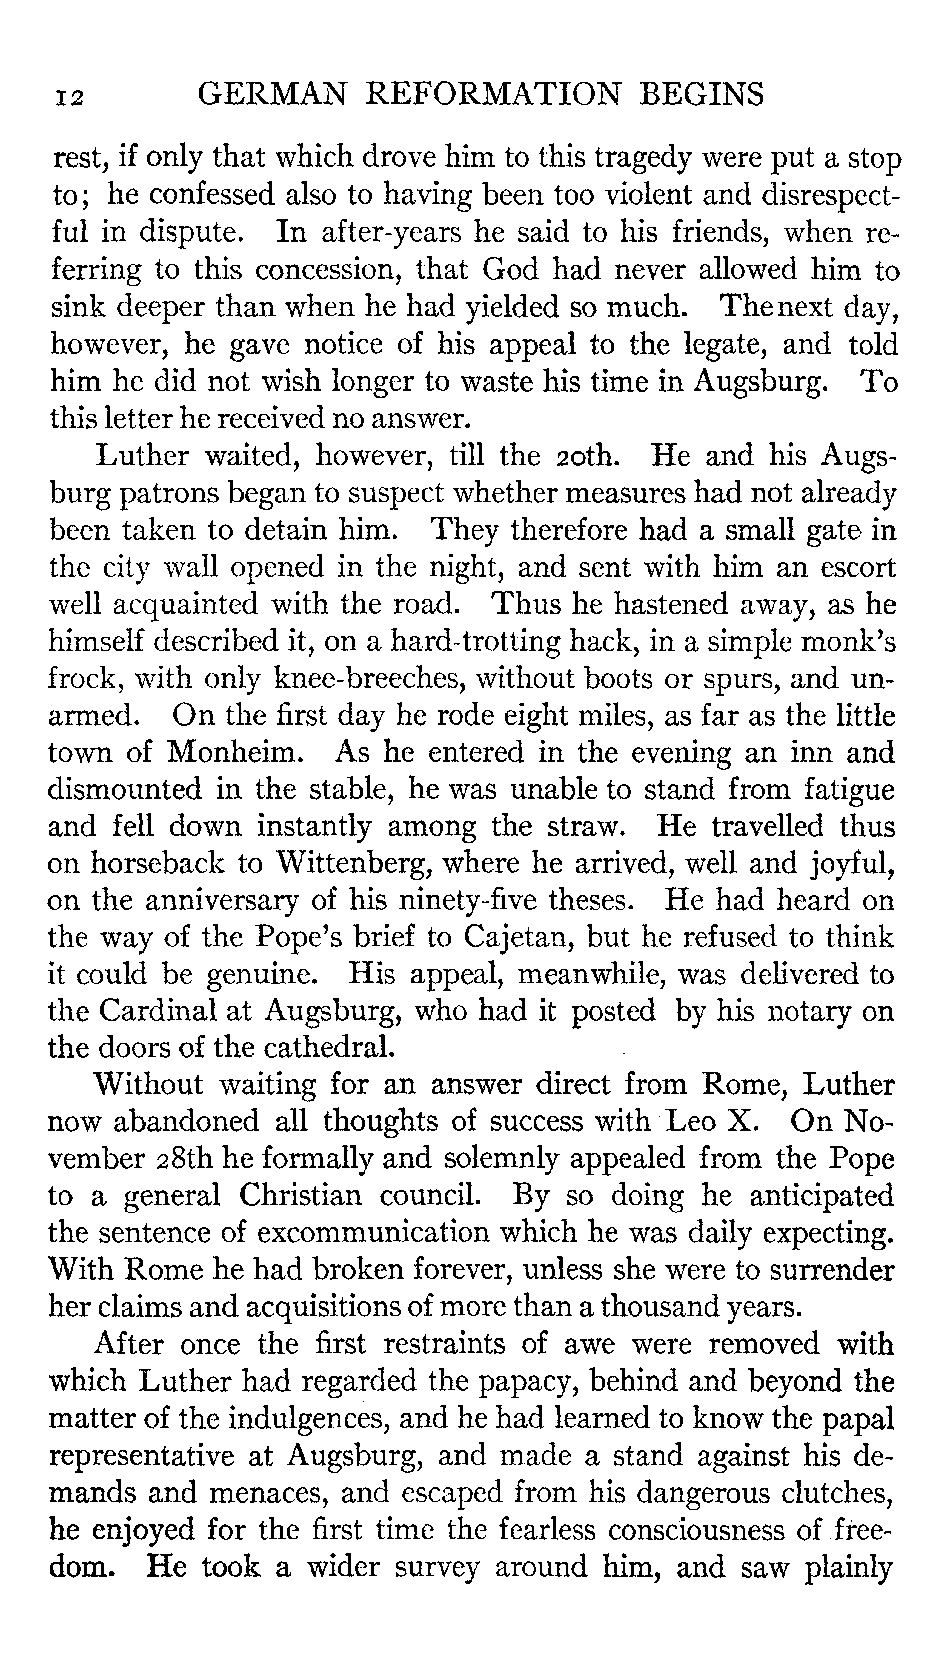 12 GERMAN REFORMATION BEGINS
rest, if only that which drove him to this tragedy were put a stop
to; he confessed also to having been too violent and disrespect-
ful in dispute. In after-years he said to his friends, when re-
ferring to this concession, that God had never allowed him to
sink deeper than when he had yielded so much. The next day,
however, he gave notice of his appeal to the legate, and told
him he did not wish longer to waste his time in Augsburg. To
this letter he received no answer.
Luther waited, however, till the 20th. He and his Augs-
burg patrons began to suspect whether measures had not already
been taken to detain him. They therefore had a small gate in
the city wall opened in the night, and sent with him an escort
well acquainted with the road. Thus he hastened away, as he
himself described it, on a hard-trotting hack, in a simple monk's
frock, with only knee-breeches, without boots or spurs, and un-
armed. On the first day he rode eight miles, as far as the little
town of Monheim. As he entered in the evening an inn and
dismounted in the stable, he was unable to stand from fatigue
and fell down instantly among the straw. He travelled thus
on horseback to Wittenberg, where he arrived, well and joyful,
on the anniversary of his ninety-five theses. He had heard on
the way of the Pope's brief to Cajetan, but he refused to think
it could be genuine. His appeal, meanwhile, was delivered to
the Cardinal at Augsburg, who had it posted by his notary on
the doors of the cathedral.
Without waiting for an answer direct from Rome, Luther
now abandoned all thoughts of success with Leo X. On No-
vember 28th he formally and solemnly appealed from the Pope
to a general Christian council. By so doing he anticipated
the sentence of excommunication which he was daily expecting.
With Rome he had broken forever, unless she were to surrender
her claims and acquisitions of more than a thousand years.
After once the first restraints of awe were removed with
which Luther had regarded the papacy, behind and beyond the
matter of the indulgences, and he had learned to know the papal
representative at Augsburg, and made a stand against his de-
mands and menaces, and escaped from his dangerous clutches,
he enjoyed for the first time the fearless consciousness of free-
dom. He took a wider survey around him, and saw plainly